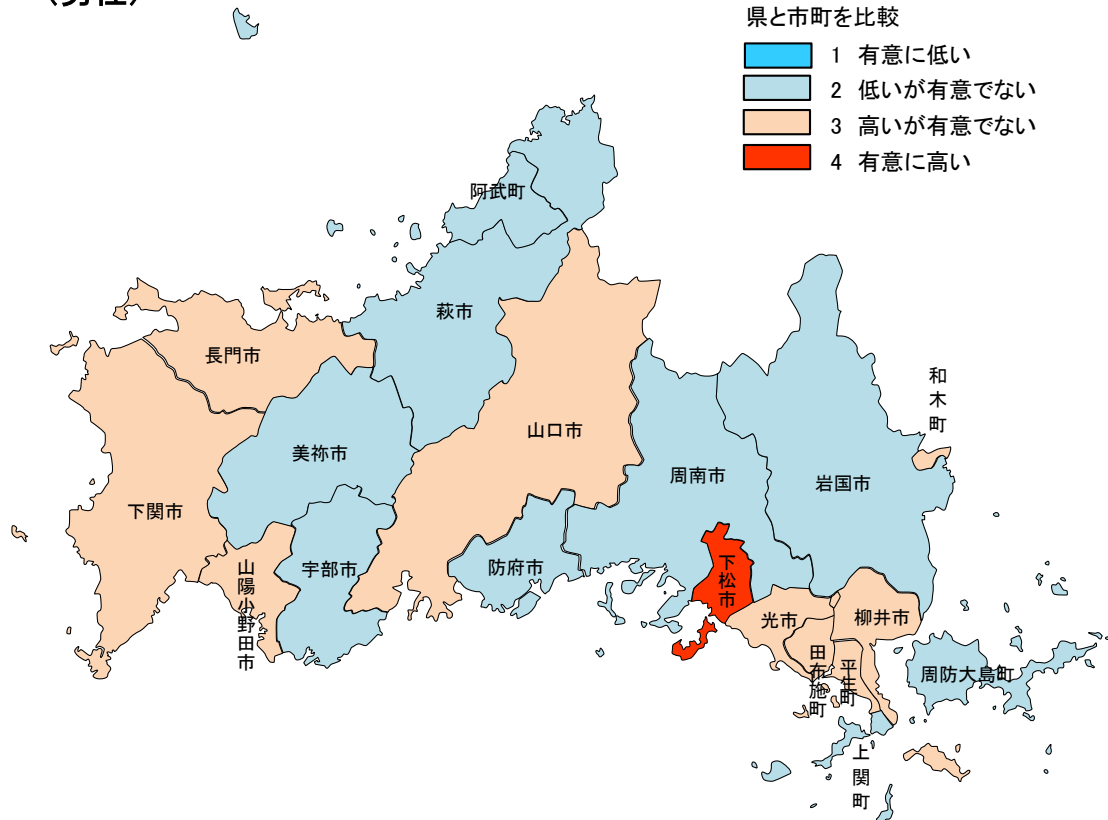 県と市町を比較
1 有意に低い
2 低いが有意でない
3 高いが有意でない
4 有意に高い
阿武町
萩市
長門市
和木町
山口市
美祢市
周南市
岩国市
下関市
宇部市
防府市
下松市
山陽小野田市
光市
柳井市
田布施町
平生町
周防大島町
上関町